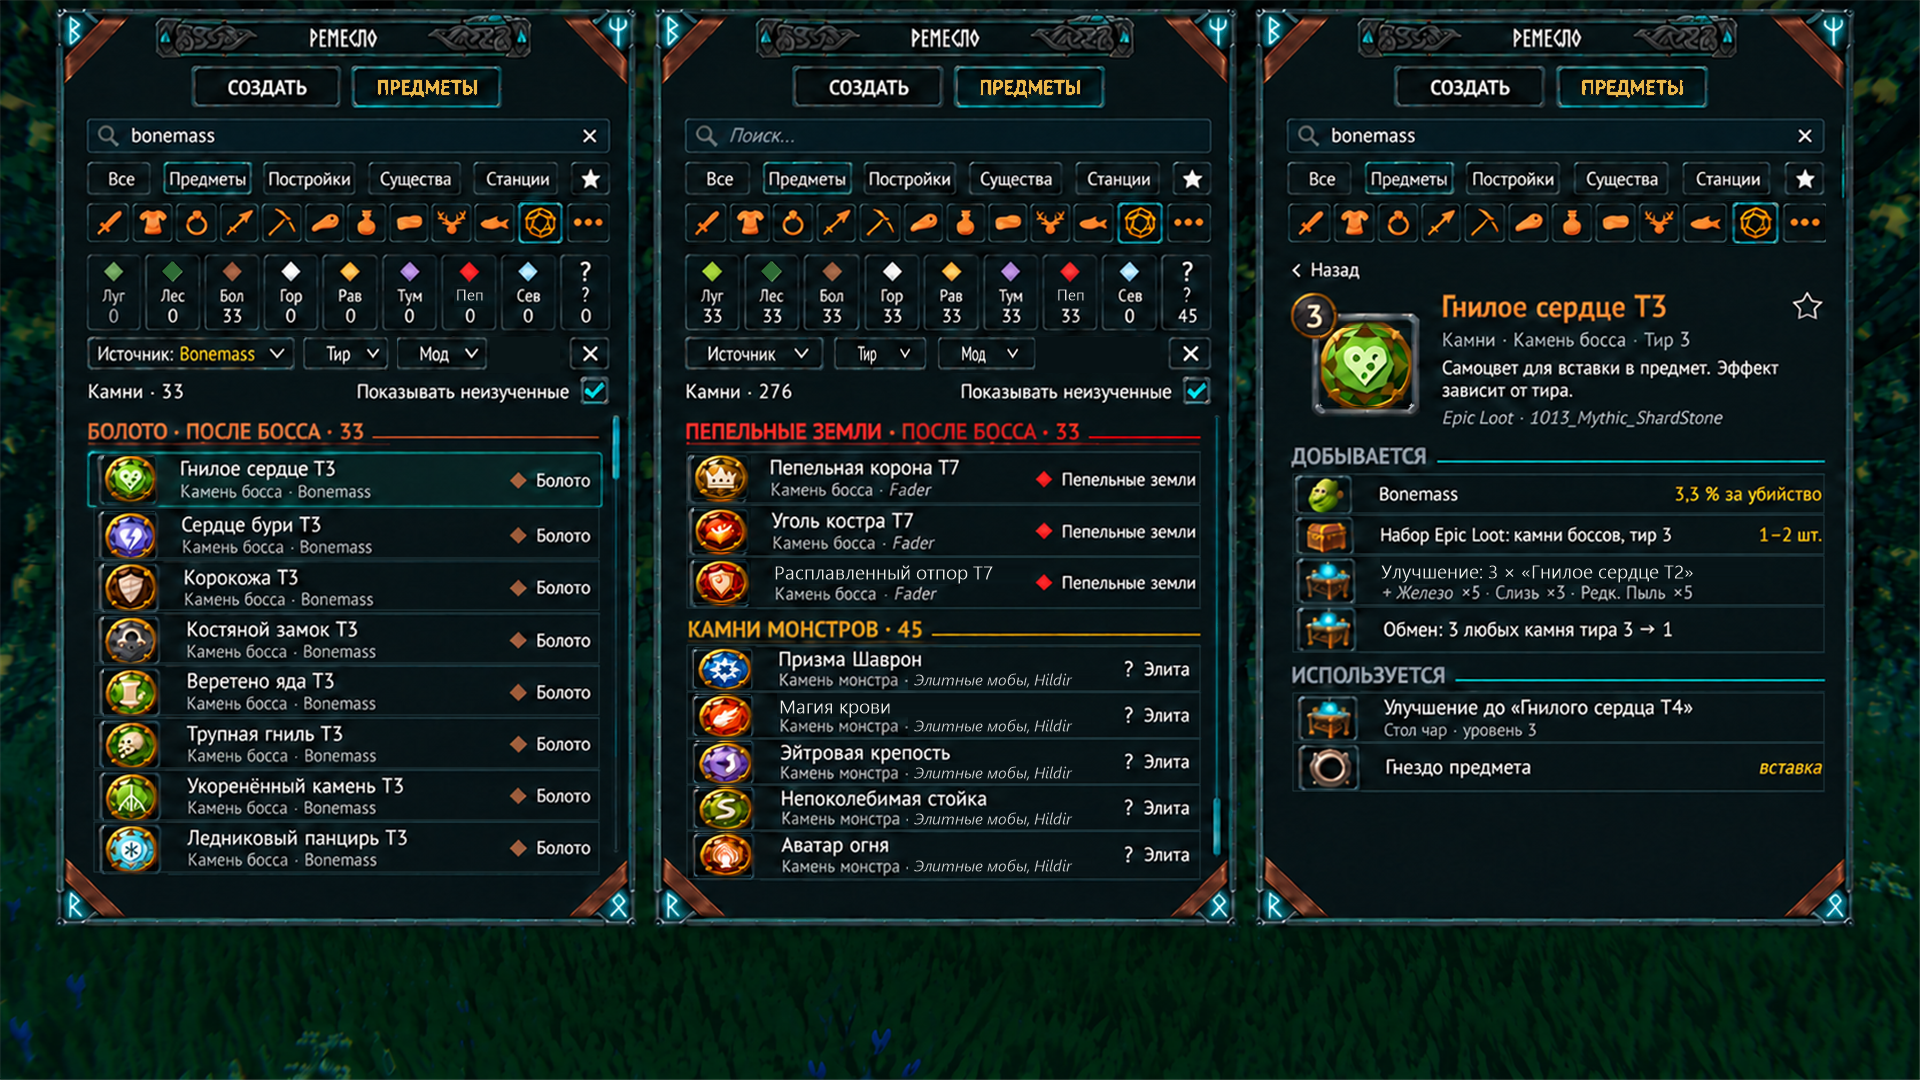 РЕМЕСЛО
СОЗДАТЬ
ПРЕДМЕТЫ
bonemass
Все
Предметы
Постройки
Существа
Станции
Луг
0
Лес
0
Бол
33
Гор
0
Рав
0
Тум
0
Пеп
0
Сев
0
?
?
0
Источник: Bonemass
Тир
Мод
Камни · 33
Показывать неизученные
БОЛОТО · ПОСЛЕ БОССА · 33
Гнилое сердце Т3
Камень босса · Bonemass
Болото
Сердце бури Т3
Камень босса · Bonemass
Болото
Корокожа Т3
Камень босса · Bonemass
Болото
Костяной замок Т3
Камень босса · Bonemass
Болото
Веретено яда Т3
Камень босса · Bonemass
Болото
Трупная гниль Т3
Камень босса · Bonemass
Болото
Укоренённый камень Т3
Камень босса · Bonemass
Болото
Ледниковый панцирь Т3
Камень босса · Bonemass
Болото
РЕМЕСЛО
СОЗДАТЬ
ПРЕДМЕТЫ
Поиск...
Все
Предметы
Постройки
Существа
Станции
Луг
33
Лес
33
Бол
33
Гор
33
Рав
33
Тум
33
Пеп
33
Сев
0
?
?
45
Источник
Тир
Мод
Камни · 276
Показывать неизученные
ПЕПЕЛЬНЫЕ ЗЕМЛИ · ПОСЛЕ БОССА · 33
Пепельная корона Т7
Камень босса · Fader
Пепельные земли
Уголь костра Т7
Камень босса · Fader
Пепельные земли
Расплавленный отпор Т7
Камень босса · Fader
Пепельные земли
КАМНИ МОНСТРОВ · 45
Призма Шаврон
Камень монстра · Элитные мобы, Hildir
? Элита
Магия крови
Камень монстра · Элитные мобы, Hildir
? Элита
Эйтровая крепость
Камень монстра · Элитные мобы, Hildir
? Элита
Непоколебимая стойка
Камень монстра · Элитные мобы, Hildir
? Элита
Аватар огня
Камень монстра · Элитные мобы, Hildir
? Элита
РЕМЕСЛО
СОЗДАТЬ
ПРЕДМЕТЫ
bonemass
Все
Предметы
Постройки
Существа
Станции
< Назад
3
Гнилое сердце Т3
Камни · Камень босса · Тир 3
Самоцвет для вставки в предмет. Эффект
зависит от тира.
Epic Loot · 1013_Mythic_ShardStone
ДОБЫВАЕТСЯ
Bonemass
3,3 % за убийство
Набор Epic Loot: камни боссов, тир 3
1–2 шт.
Улучшение: 3 × «Гнилое сердце Т2»
+ Железо ×5 · Слизь ×3 · Редк. Пыль ×5
Обмен: 3 любых камня тира 3 → 1
ИСПОЛЬЗУЕТСЯ
Улучшение до «Гнилого сердца Т4»
Стол чар · уровень 3
Гнездо предмета
вставка